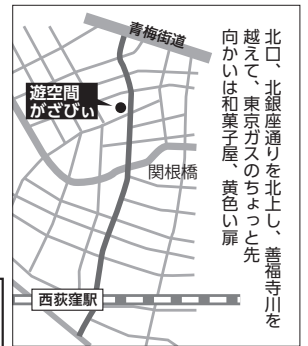 北口、北銀座通りを北上し、善福寺川を
越えて、東京ガスのちょっと先
向かいは和菓子屋、黄色い扉
青梅街道
遊空間
がざびぃ
関根橋
西荻窪駅